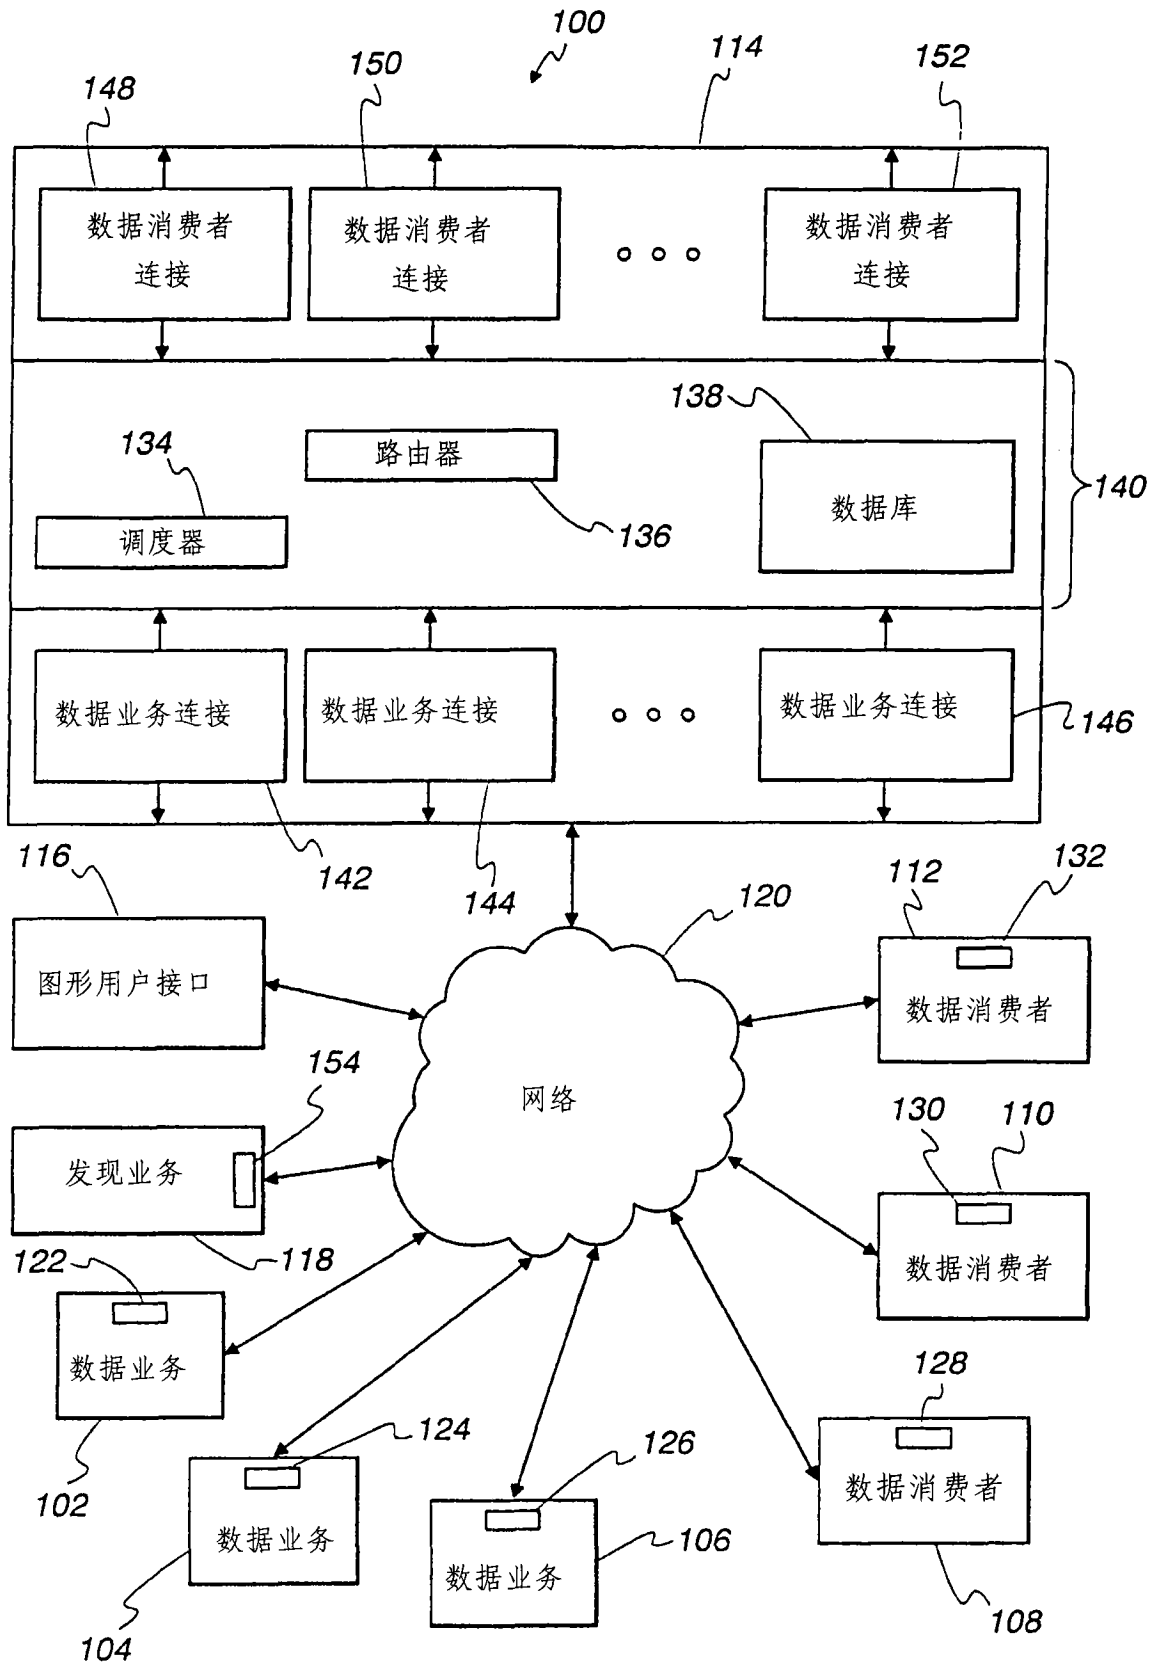 100
114
150
152
148
数据消费者
连接
数据消费者
连接
数据消费者
连接
138
134
路由器
140
数据库
136
调度器
数据业务连接
数据业务连接
数据业务连接
146
116
142
144
120
112
132
图形用户接口
数据消费者
154
网络
130
110
发现业务
118
122
数据消费者
数据业务
128
124
126
102
数据消费者
数据业务
106
数据业务
108
104